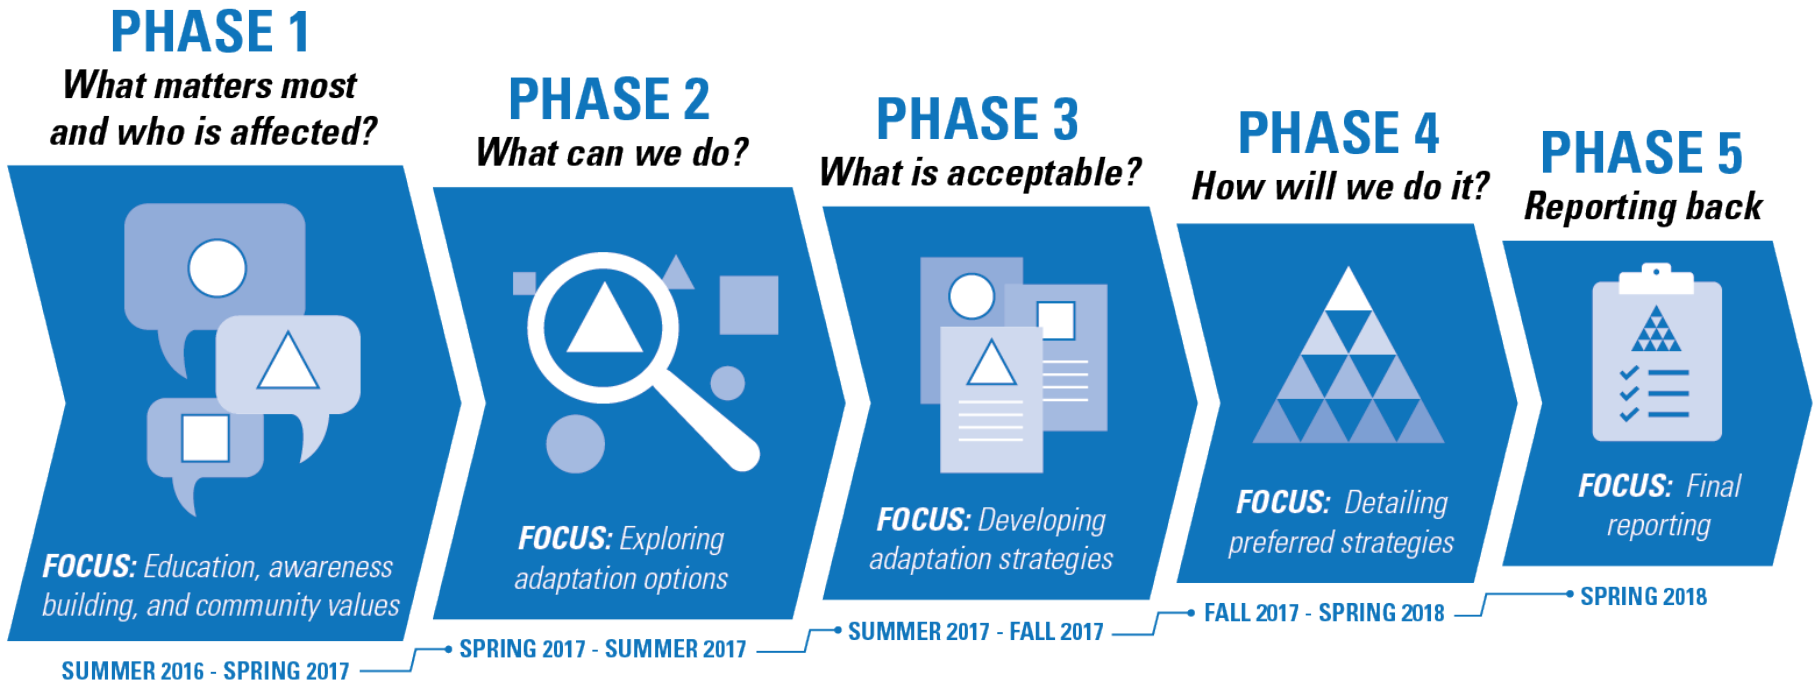 PHASE 1
What matters most
and who is affected?
FOCUS: Education, awareness
building, and community values
SUMMER 2016 - SPRING 2017
PHASE 2
What can we do?
FOCUS: Exploring
adaptation options
SPRING 2017 - SUMMER 2017
PHASE 3
What is acceptable?
FOCUS: Developing
adaptation strategies
SUMMER 2017 - FALL 2017
PHASE 4
How will we do it?
FOCUS: Detailing
preferred strategies
FALL 2017 - SPRING 2018
PHASE 5
Reporting back
FOCUS: Final
reporting
SPRING 2018